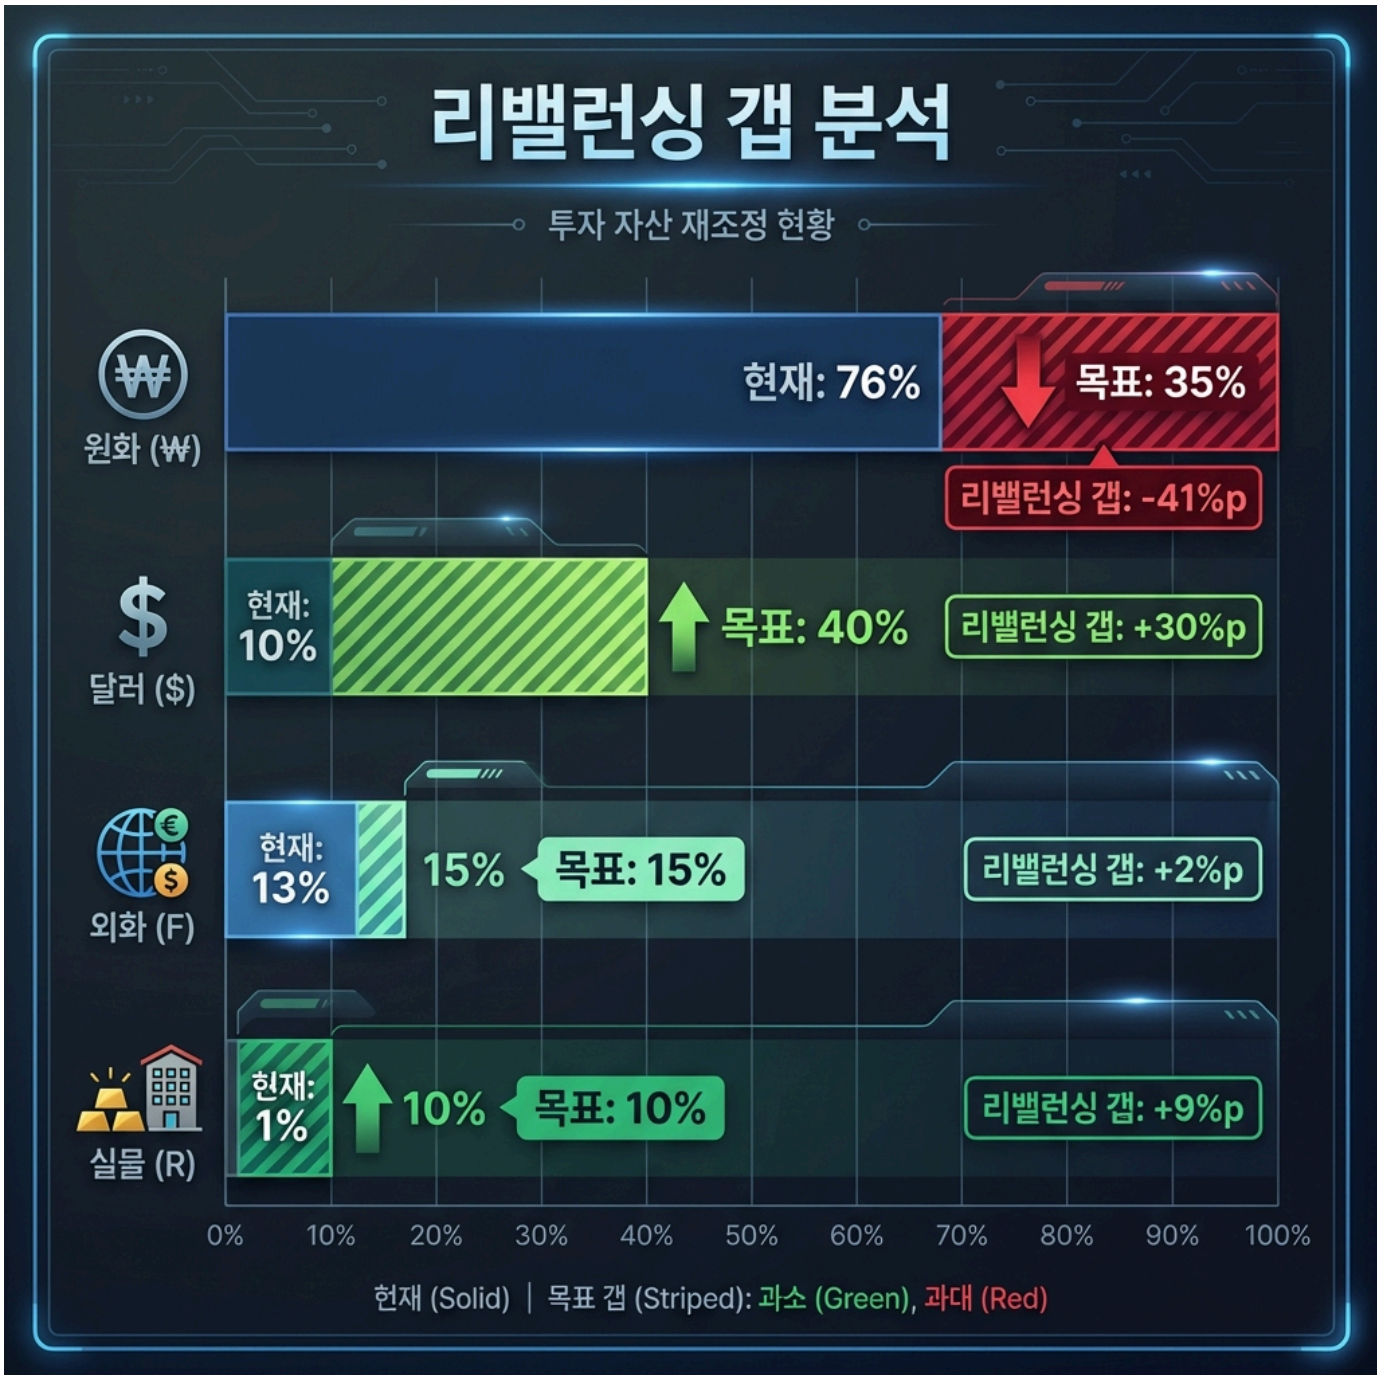 리밸런싱 갭 분석
투자 자산 재조정 현황
원화 (₩)
현재: 76%
목표: 35%
리밸런싱 갭: -41%p
달러 ($)
현재:
10%
목표: 40%
리밸런싱 갭: +30%p
외화 (F)
현재:
13%
15%
목표: 15%
리밸런싱 갭: +2%p
실물 (R)
현재:
1%
10%
목표: 10%
리밸런싱 갭: +9%p
0% 10% 20% 30% 40% 50% 60% 70% 80% 90% 100%
현재 (Solid) | 목표 갭 (Striped): 과소 (Green), 과대 (Red)